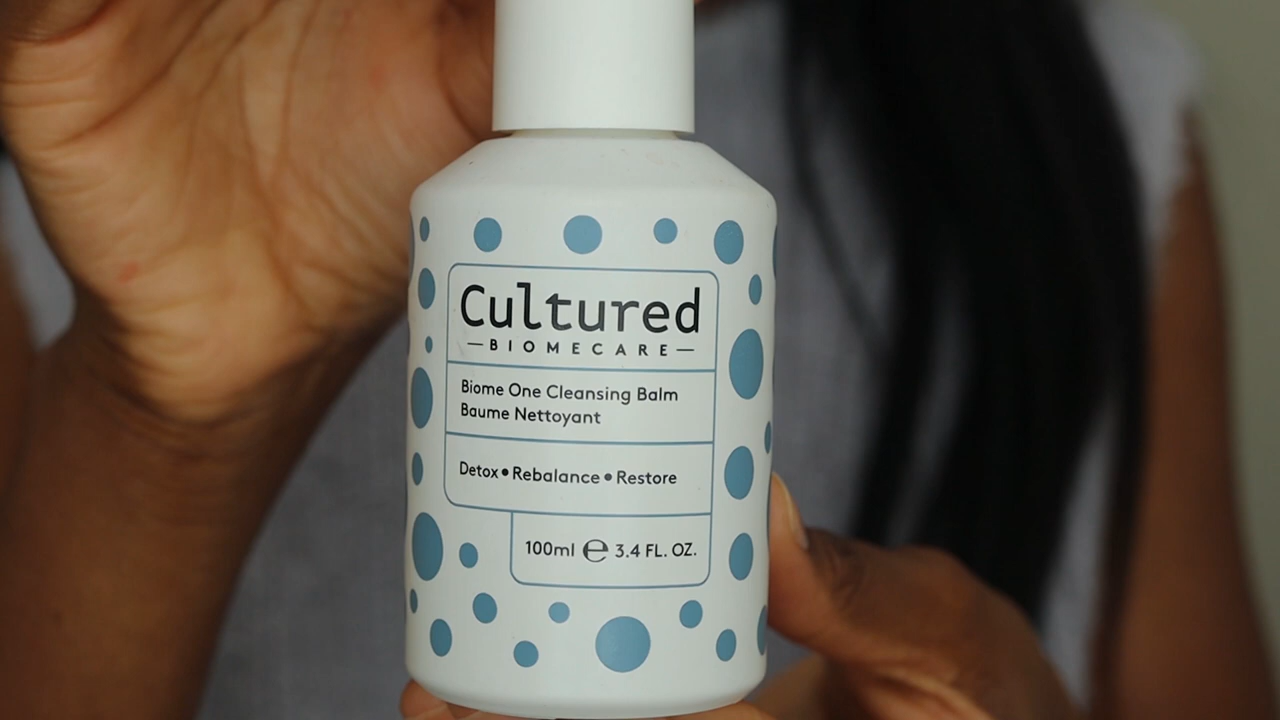 Cultured
—BIOMECARE—
Biome One Cleansing Balm
Baume Nettoyant
Detox • Rebalance • Restore
100ml ℮ 3.4 FL. OZ.